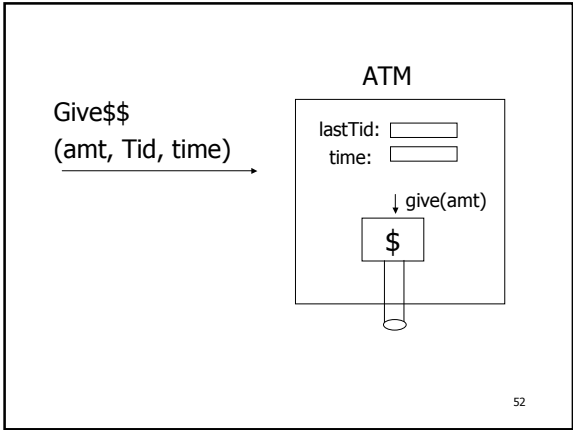 ATM
Give$$
(amt, Tid, time)
lastTid:
time:
give(amt)
$
52